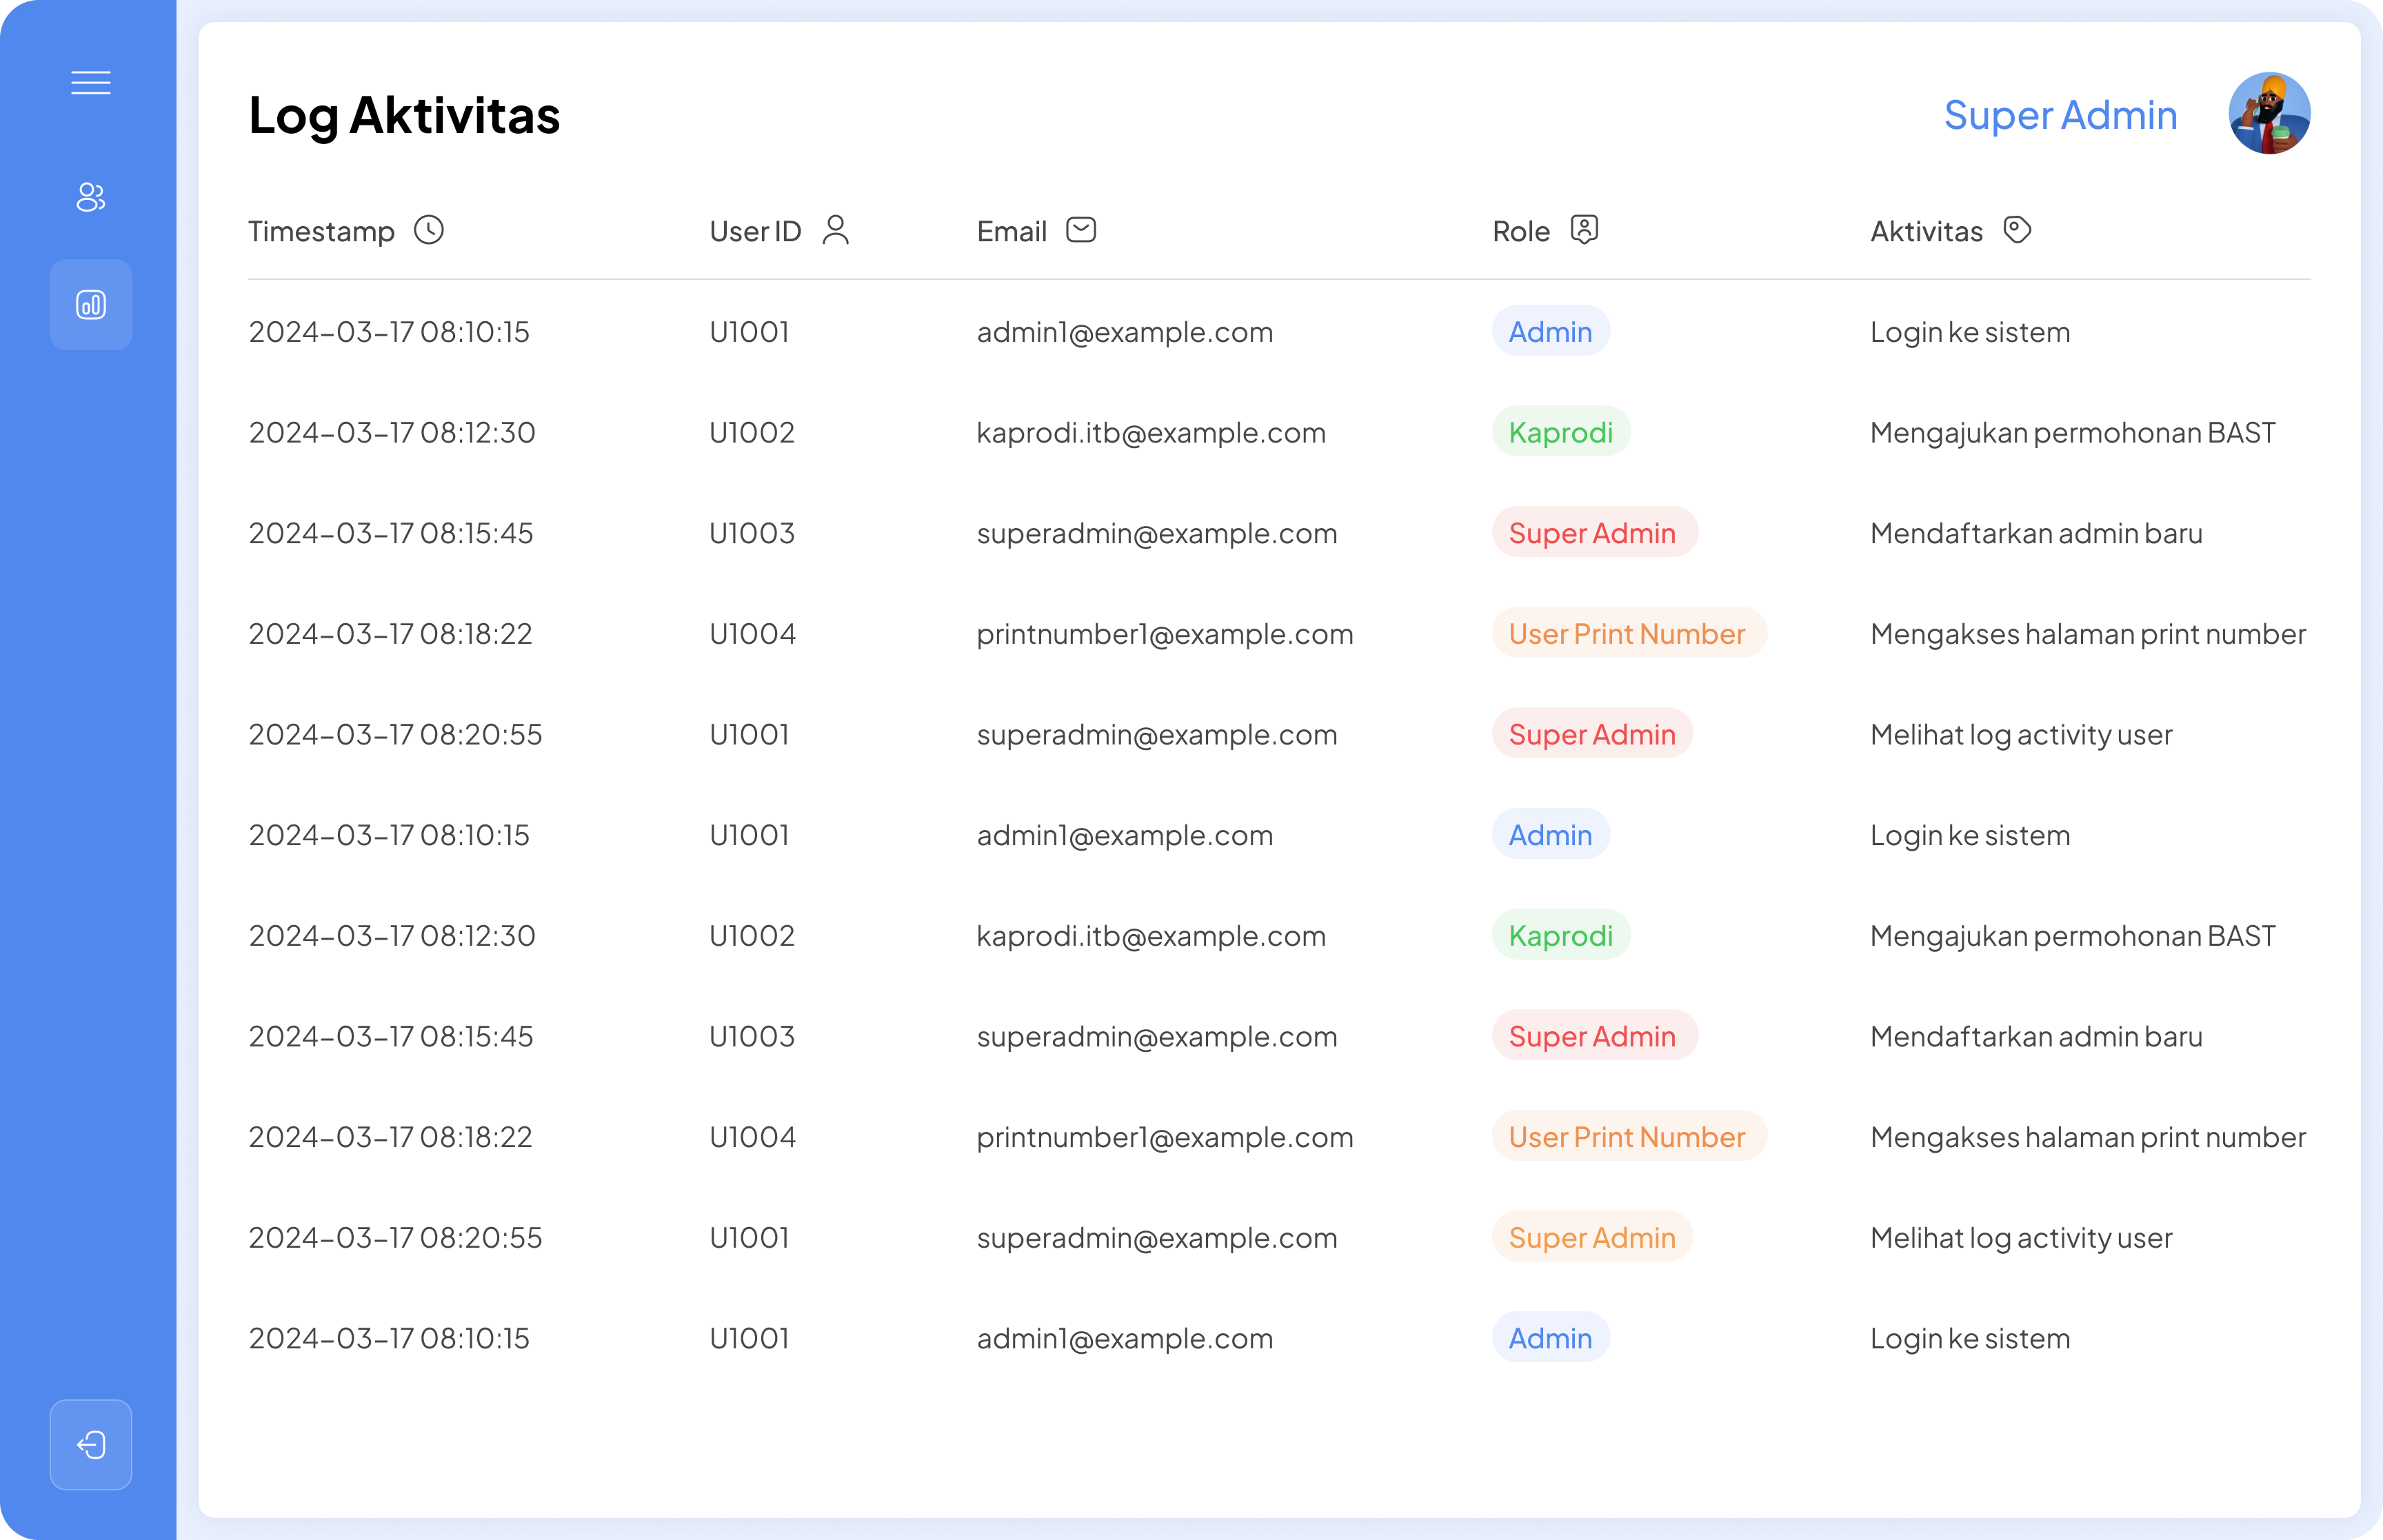 Log Aktivitas
Super Admin
Timestamp User ID Email Role Aktivitas
2024-03-17 08:10:15 U1001 admin1@example.com Admin Login ke sistem
2024-03-17 08:12:30 U1002 kaprodi.itb@example.com Kaprodi Mengajukan permohonan BAST
2024-03-17 08:15:45 U1003 superadmin@example.com Super Admin Mendaftarkan admin baru
2024-03-17 08:18:22 U1004 printnumber1@example.com User Print Number Mengakses halaman print number
2024-03-17 08:20:55 U1001 superadmin@example.com Super Admin Melihat log activity user
2024-03-17 08:10:15 U1001 admin1@example.com Admin Login ke sistem
2024-03-17 08:12:30 U1002 kaprodi.itb@example.com Kaprodi Mengajukan permohonan BAST
2024-03-17 08:15:45 U1003 superadmin@example.com Super Admin Mendaftarkan admin baru
2024-03-17 08:18:22 U1004 printnumber1@example.com User Print Number Mengakses halaman print number
2024-03-17 08:20:55 U1001 superadmin@example.com Super Admin Melihat log activity user
2024-03-17 08:10:15 U1001 admin1@example.com Admin Login ke sistem